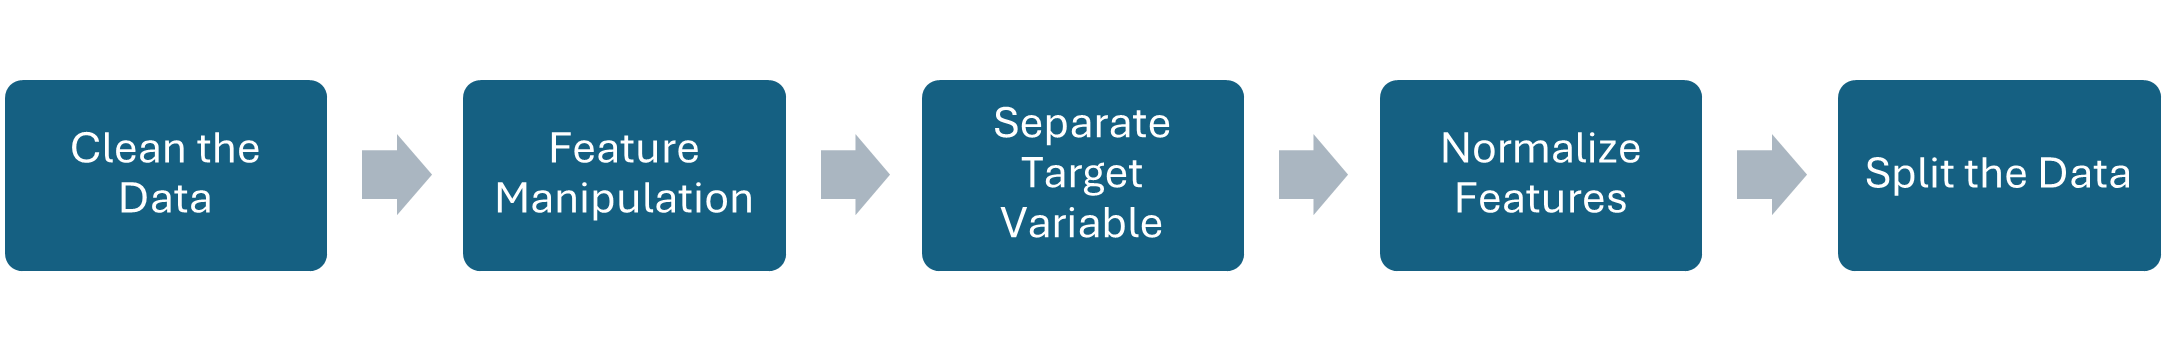 Clean the
Data
Feature
Manipulation
Separate
Target
Variable
Normalize
Features
Split the Data